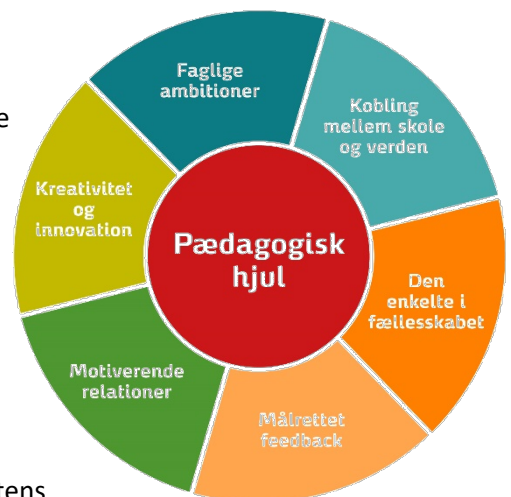 Faglige
ambitioner
Kobling
mellem skole
og verden
Den
enkelte i
fællesskabet
Målrettet
feedback
Motiverende
relationer
Kreativitet
og
innovation
Pædagogisk
hjul
e
tens